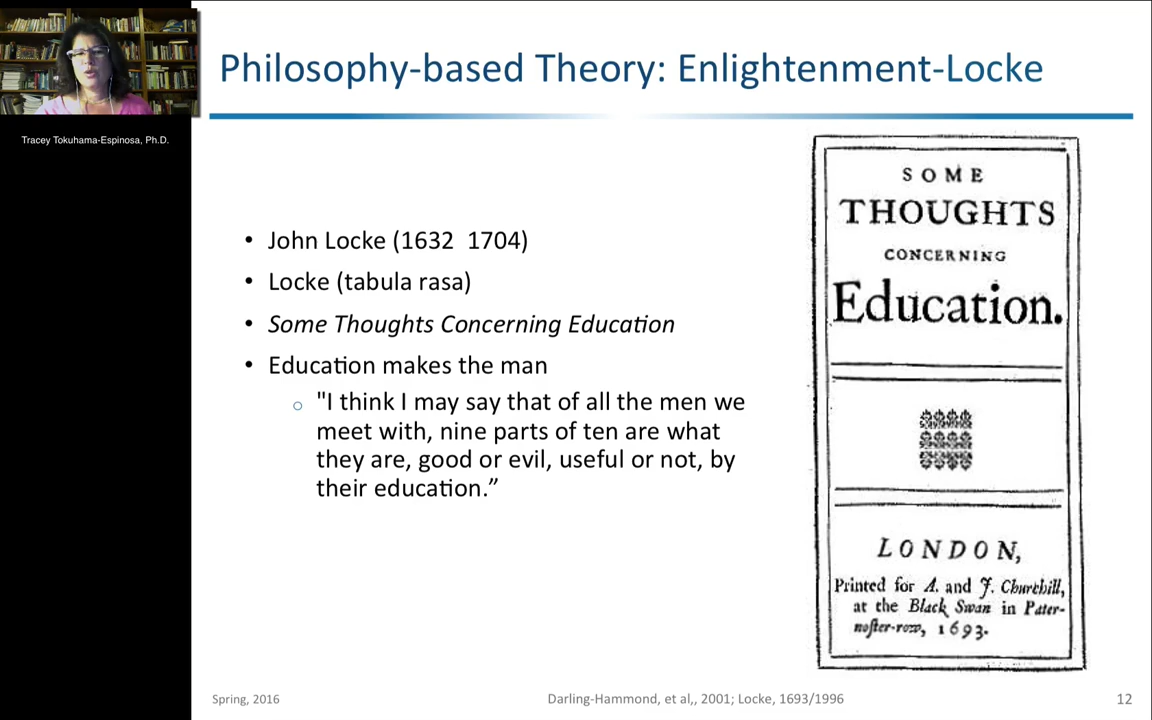 Philosophy-based Theory: Enlightenment-Locke
Tracey Tokuhama-Espinosa, Ph.D.
• John Locke (1632 1704)
• Locke (tabula rasa)
• Some Thoughts Concerning Education
• Education makes the man
○ "I think I may say that of all the men we
meet with, nine parts of ten are what
they are, good or evil, useful or not, by
their education.”
SOME
THOUGHTS
CONCERNING
Education.
LONDON,
Printed for A. and J. Churchill,
at the Black Swan in Pater-
noſter-row, 1693.
Spring, 2016
Darling-Hammond, et al,, 2001; Locke, 1693/1996
12